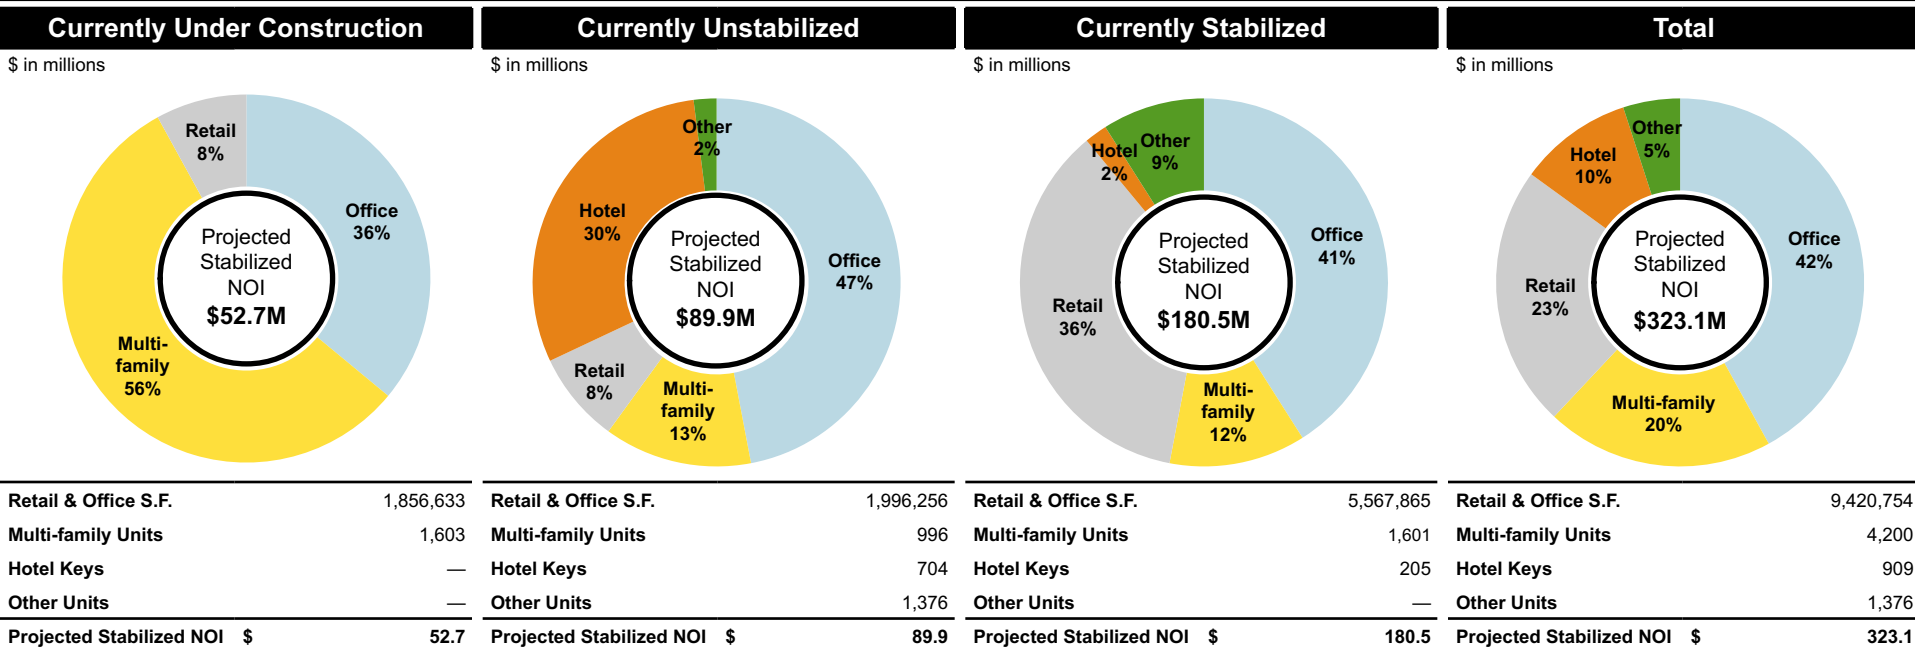 Currently Under Construction
$ in millions
Retail
8%
Office
36%
Multi-
family
56%
Projected
Stabilized
NOI
$52.7M
Retail & Office S.F. 1,856,633
Multi-family Units 1,603
Hotel Keys —
Other Units —
Projected Stabilized NOI $ 52.7
Currently Unstabilized
$ in millions
Other
2%
Hotel
30%
Office
47%
Retail
8%
Multi-
family
13%
Projected
Stabilized
NOI
$89.9M
Retail & Office S.F. 1,996,256
Multi-family Units 996
Hotel Keys 704
Other Units 1,376
Projected Stabilized NOI $ 89.9
Currently Stabilized
$ in millions
Hotel
2%
Other
9%
Office
41%
Retail
36%
Multi-
family
12%
Projected
Stabilized
NOI
$180.5M
Retail & Office S.F. 5,567,865
Multi-family Units 1,601
Hotel Keys 205
Other Units —
Projected Stabilized NOI $ 180.5
Total
$ in millions
Other
5%
Hotel
10%
Office
42%
Retail
23%
Multi-family
20%
Projected
Stabilized
NOI
$323.1M
Retail & Office S.F. 9,420,754
Multi-family Units 4,200
Hotel Keys 909
Other Units 1,376
Projected Stabilized NOI $ 323.1